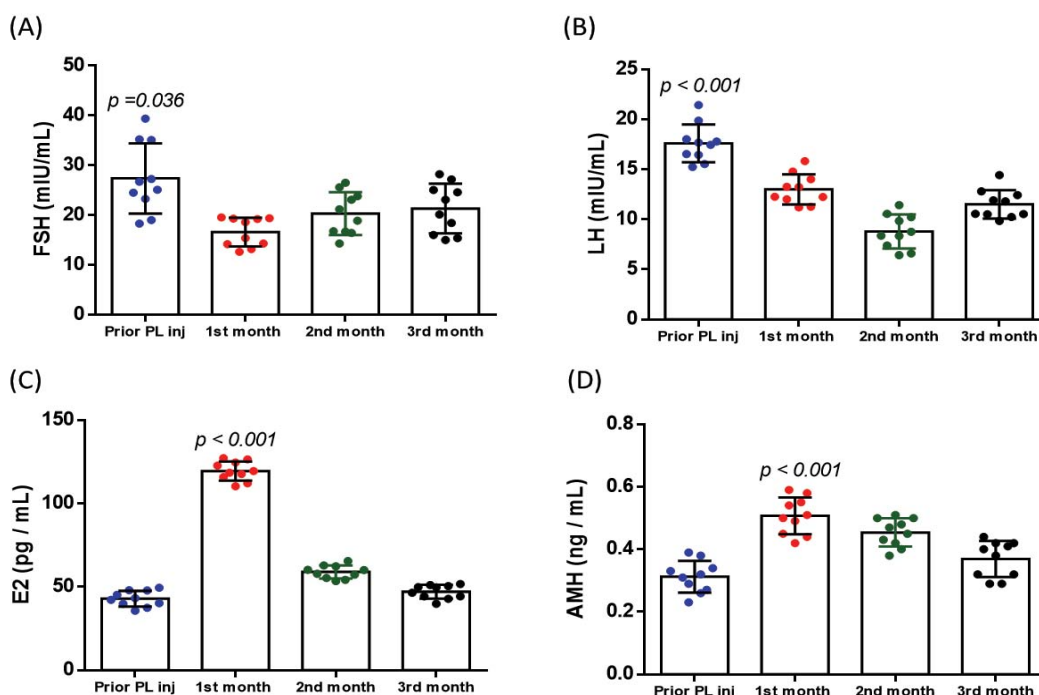 (A)
FSH (mIU/mL)
50
40
30
20
10
0
p =0.036
Prior PL inj 1st month 2nd month 3rd month
(B)
LH (mIU/mL)
25
20
15
10
5
0
p < 0.001
Prior PL inj 1st month 2nd month 3rd month
(C)
E2 (pg / mL)
150
100
50
0
p < 0.001
Prior PL inj 1st month 2nd month 3rd month
(D)
AMH (ng / mL)
0.8
0.6
0.4
0.2
0.0
p < 0.001
Prior PL inj 1st month 2nd month 3rd month